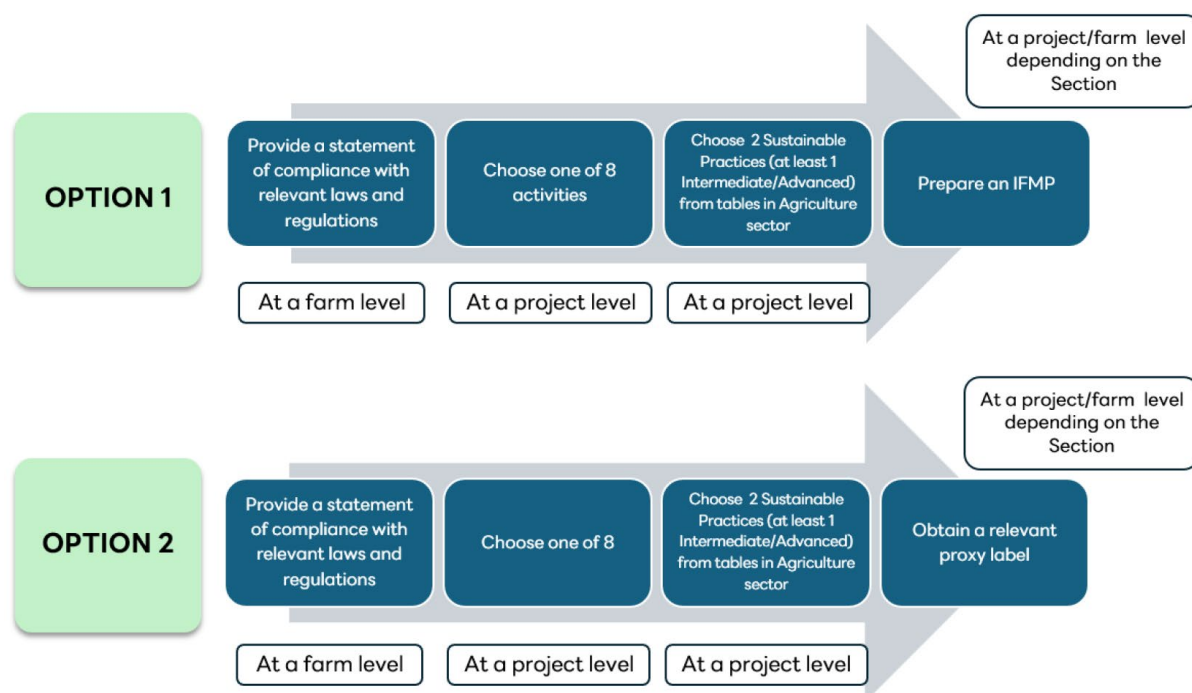 At a project/farm level
depending on the
Section
OPTION 1
Provide a statement
of compliance with
relevant laws and
regulations
Choose one of 8
activities
Choose 2 Sustainable
Practices (at least 1
Intermediate/Advanced)
from tables in Agriculture
sector
Prepare an IFMP
At a farm level
At a project level
At a project level
At a project/farm level
depending on the
Section
OPTION 2
Provide a statement
of compliance with
relevant laws and
regulations
Choose one of 8
Choose 2 Sustainable
Practices (at least 1
Intermediate/Advanced)
from tables in Agriculture
sector
Obtain a relevant
proxy label
At a farm level
At a project level
At a project level